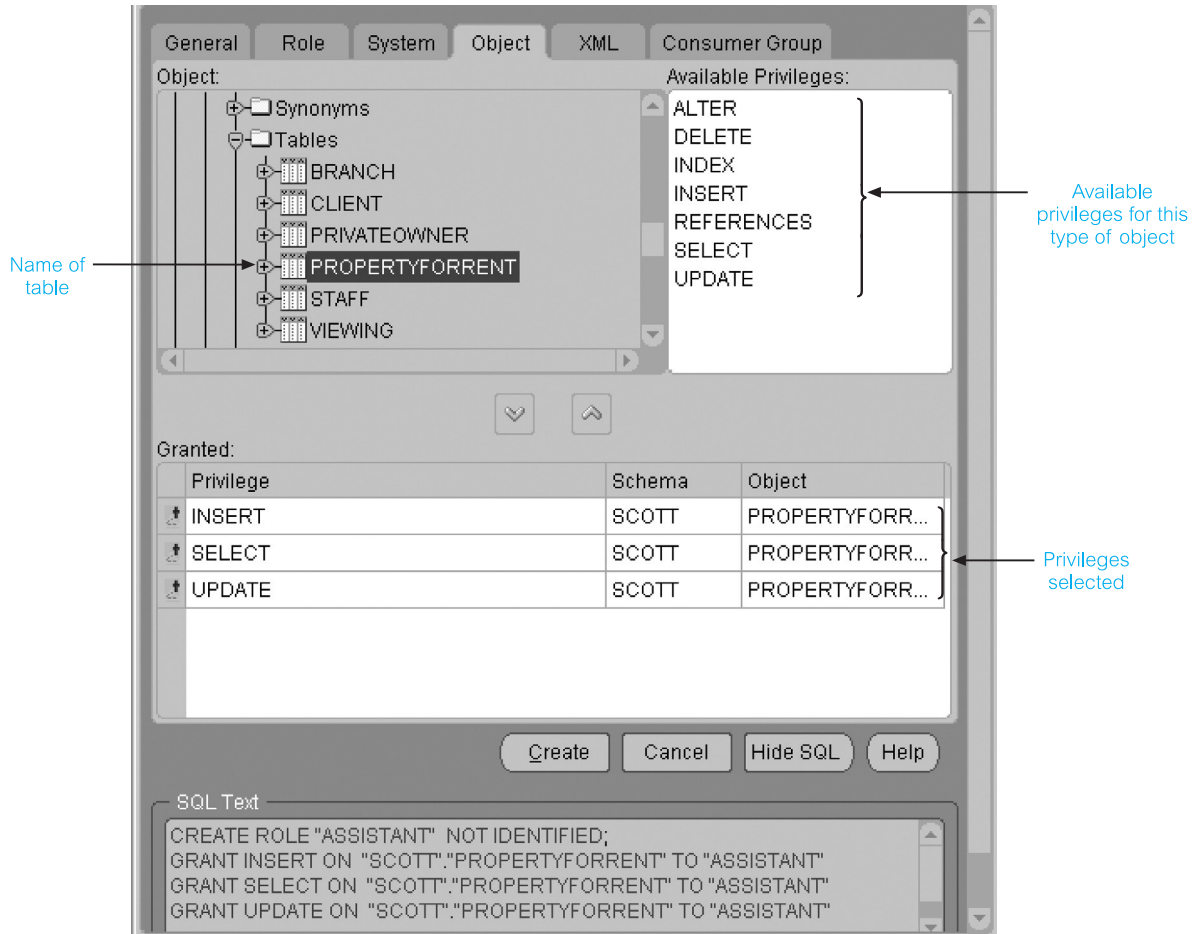 General Role System Object XML Consumer Group
Object:
Synonyms
Tables
BRANCH
CLIENT
PRIVATEOWNER
PROPERTYFORRENT
STAFF
VIEWING
Name of
table
Available Privileges:
ALTER
DELETE
INDEX
INSERT
REFERENCES
SELECT
UPDATE
Available
privileges for this
type of object
Granted:
Privilege Schema Object
INSERT SCOTT PROPERTYFORR...
SELECT SCOTT PROPERTYFORR...
UPDATE SCOTT PROPERTYFORR...
Privileges
selected
Create Cancel Hide SQL Help
SQL Text
CREATE ROLE "ASSISTANT" NOT IDENTIFIED;
GRANT INSERT ON "SCOTT"."PROPERTYFORRENT" TO "ASSISTANT"
GRANT SELECT ON "SCOTT"."PROPERTYFORRENT" TO "ASSISTANT"
GRANT UPDATE ON "SCOTT"."PROPERTYFORRENT" TO "ASSISTANT"